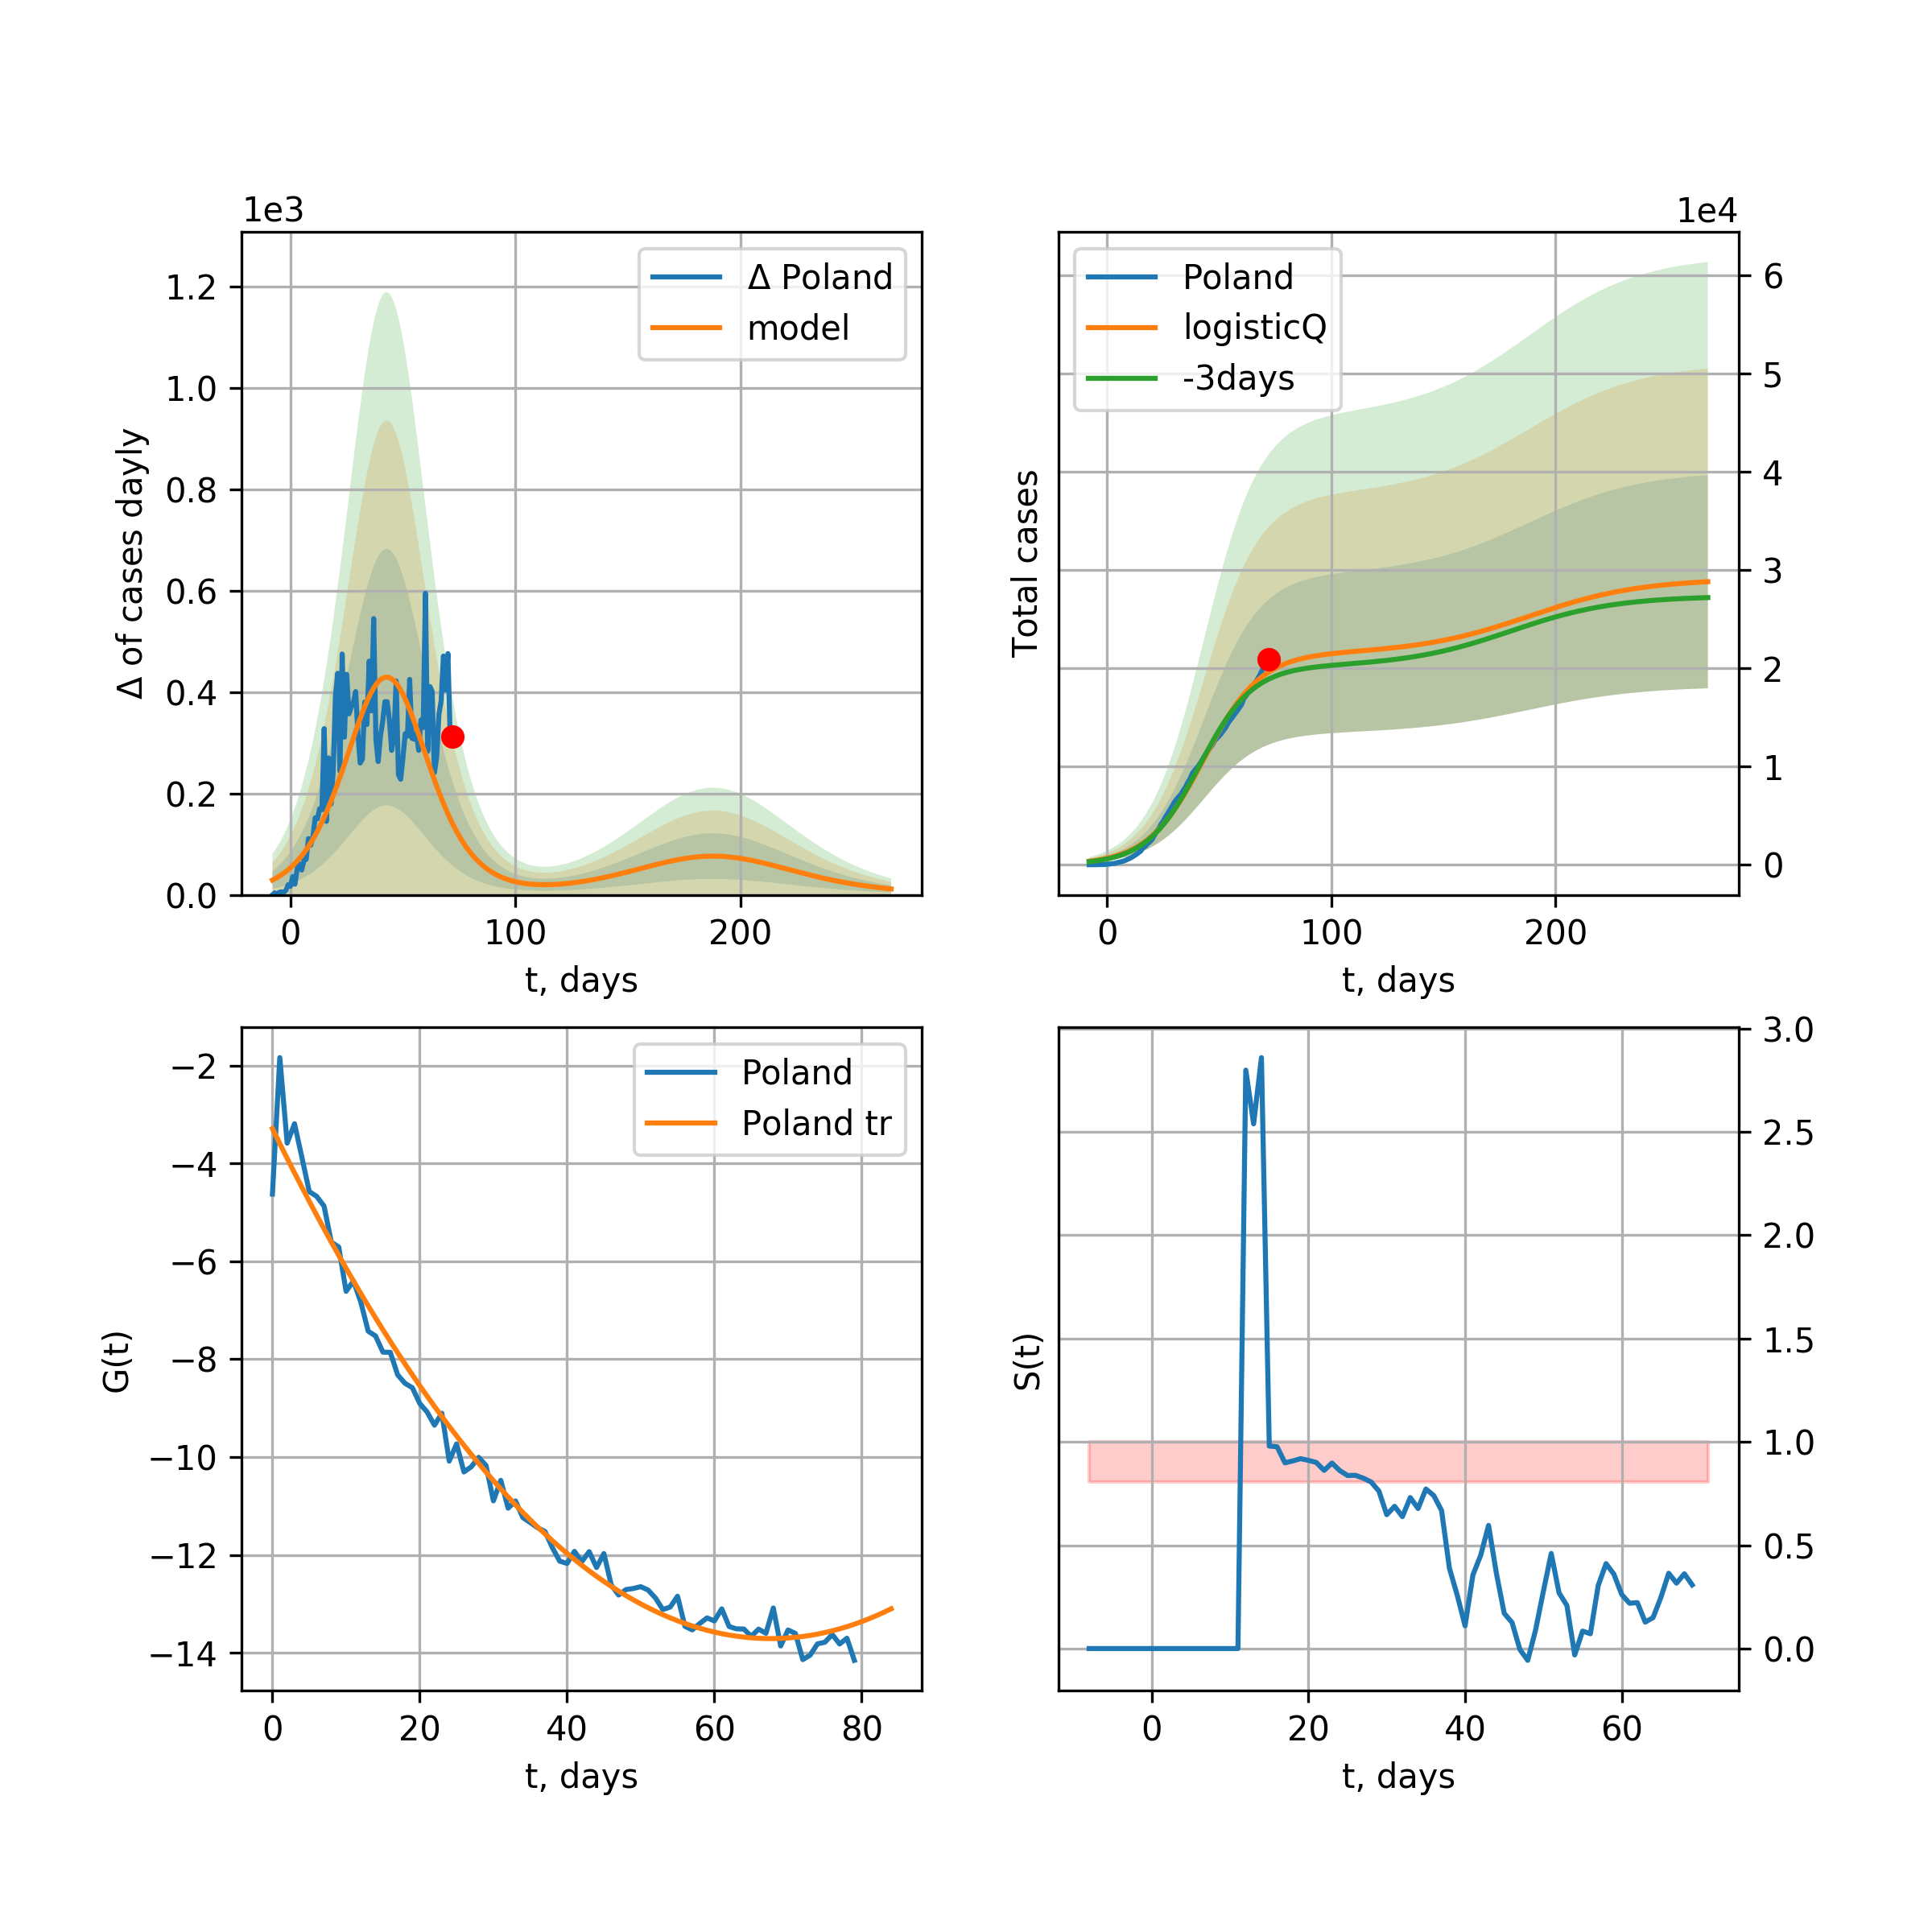 1e3
1.2
1.0
0.8
0.6
0.4
0.2
0.0
Δ of cases dayly
Δ Poland
model
0 100 200
t, days
1e4
Poland
logisticQ
-3days
Total cases
6
5
4
3
2
1
0
0 100 200
t, days
−2
−4
−6
−8
−10
−12
−14
G(t)
Poland
Poland tr
0 20 40 60 80
t, days
S(t)
3.0
2.5
2.0
1.5
1.0
0.5
0.0
0 20 40 60
t, days